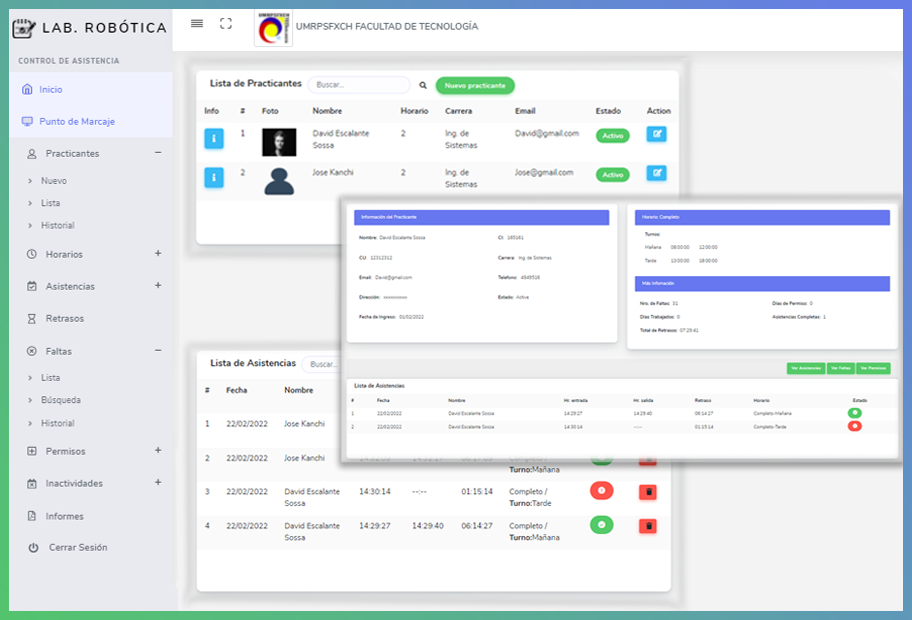 LAB. ROBÓTICA
CONTROL DE ASISTENCIA
Inicio
Punto de Marcaje
Practicantes
Nuevo
Lista
Historial
Horarios
Asistencias
Retrasos
Faltas
Lista
Búsqueda
Historial
Permisos
Inactividades
Informes
Cerrar Sesión
UMRPSFXCH FACULTAD DE TECNOLOGÍA
Lista de Practicantes Buscar... Nuevo practicante
Info # Foto Nombre Horario Carrera Email Estado Action
1 David Escalante Sossa 2 Ing. de Sistemas David@gmail.com Activo
2 Jose Kanchi 2 Ing. de Sistemas Jose@gmail.com Activo
Información del Practicante
Nombre: David Escalante Sossa
CU: 12312312
Carrera: Ing. de Sistemas
Email: David@gmail.com
Dirección:
Estado: Active
Fecha de Ingreso: 01/02/2022
Horario Completo
Turnos:
Mañana 08:00:00 12:00:00
Tarde 13:00:00 18:00:00
Más Información
Nro. de Faltas: 31 Dias de Permiso: 0
Días Trabajados: 0 Asistencias Completas: 1
Total de Retrasos: 07:29:41
Ver Asistencias Ver Faltas Ver Permisos
Lista de Asistencias
# Fecha Nombre Hr. entrada Hr. salida Retraso Horario Estado
1 22/02/2022 David Escalante Sossa 14:29:27 14:29:40 06:14:27 Completo-Mañana
2 22/02/2022 David Escalante Sossa 14:30:14 --:-- 01:15:14 Completo-Tarde
Lista de Asistencias Buscar...
# Fecha Nombre
1 22/02/2022 Jose Kanchi
2 22/02/2022 Jose Kanchi Turno:Mañana
3 22/02/2022 David Escalante Sossa 14:30:14 --:-- 01:15:14 Completo / Turno:Tarde
4 22/02/2022 David Escalante Sossa 14:29:27 14:29:40 06:14:27 Completo / Turno:Mañana